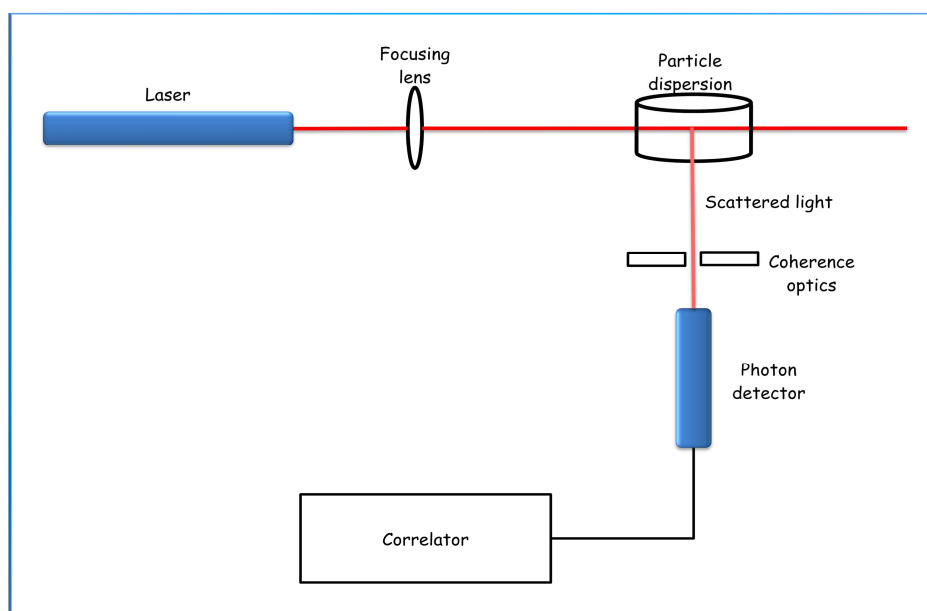 Laser
Focusing
lens
Particle
dispersion
Scattered light
Coherence
optics
Photon
detector
Correlator